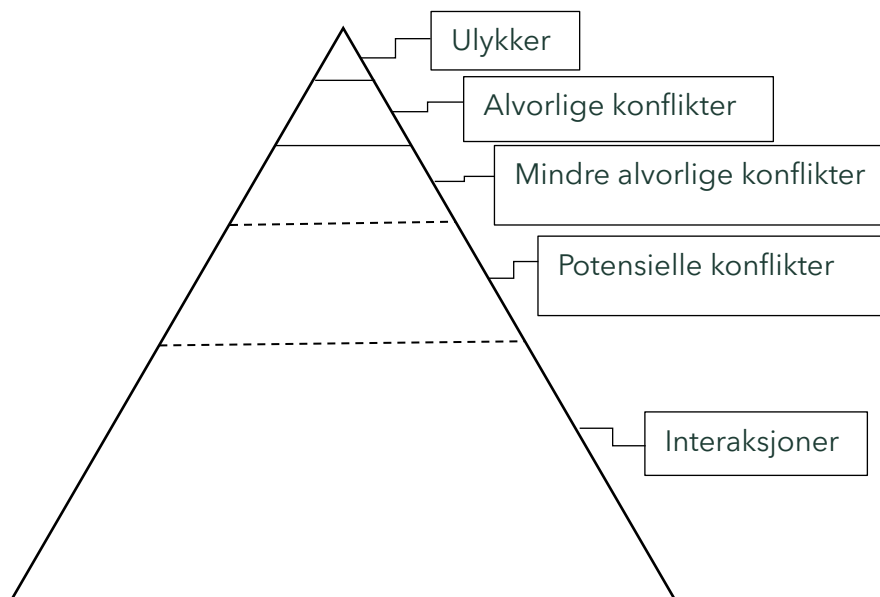 Ulykker
Alvorlige konflikter
Mindre alvorlige konflikter
Potensielle konflikter
Interaksjoner